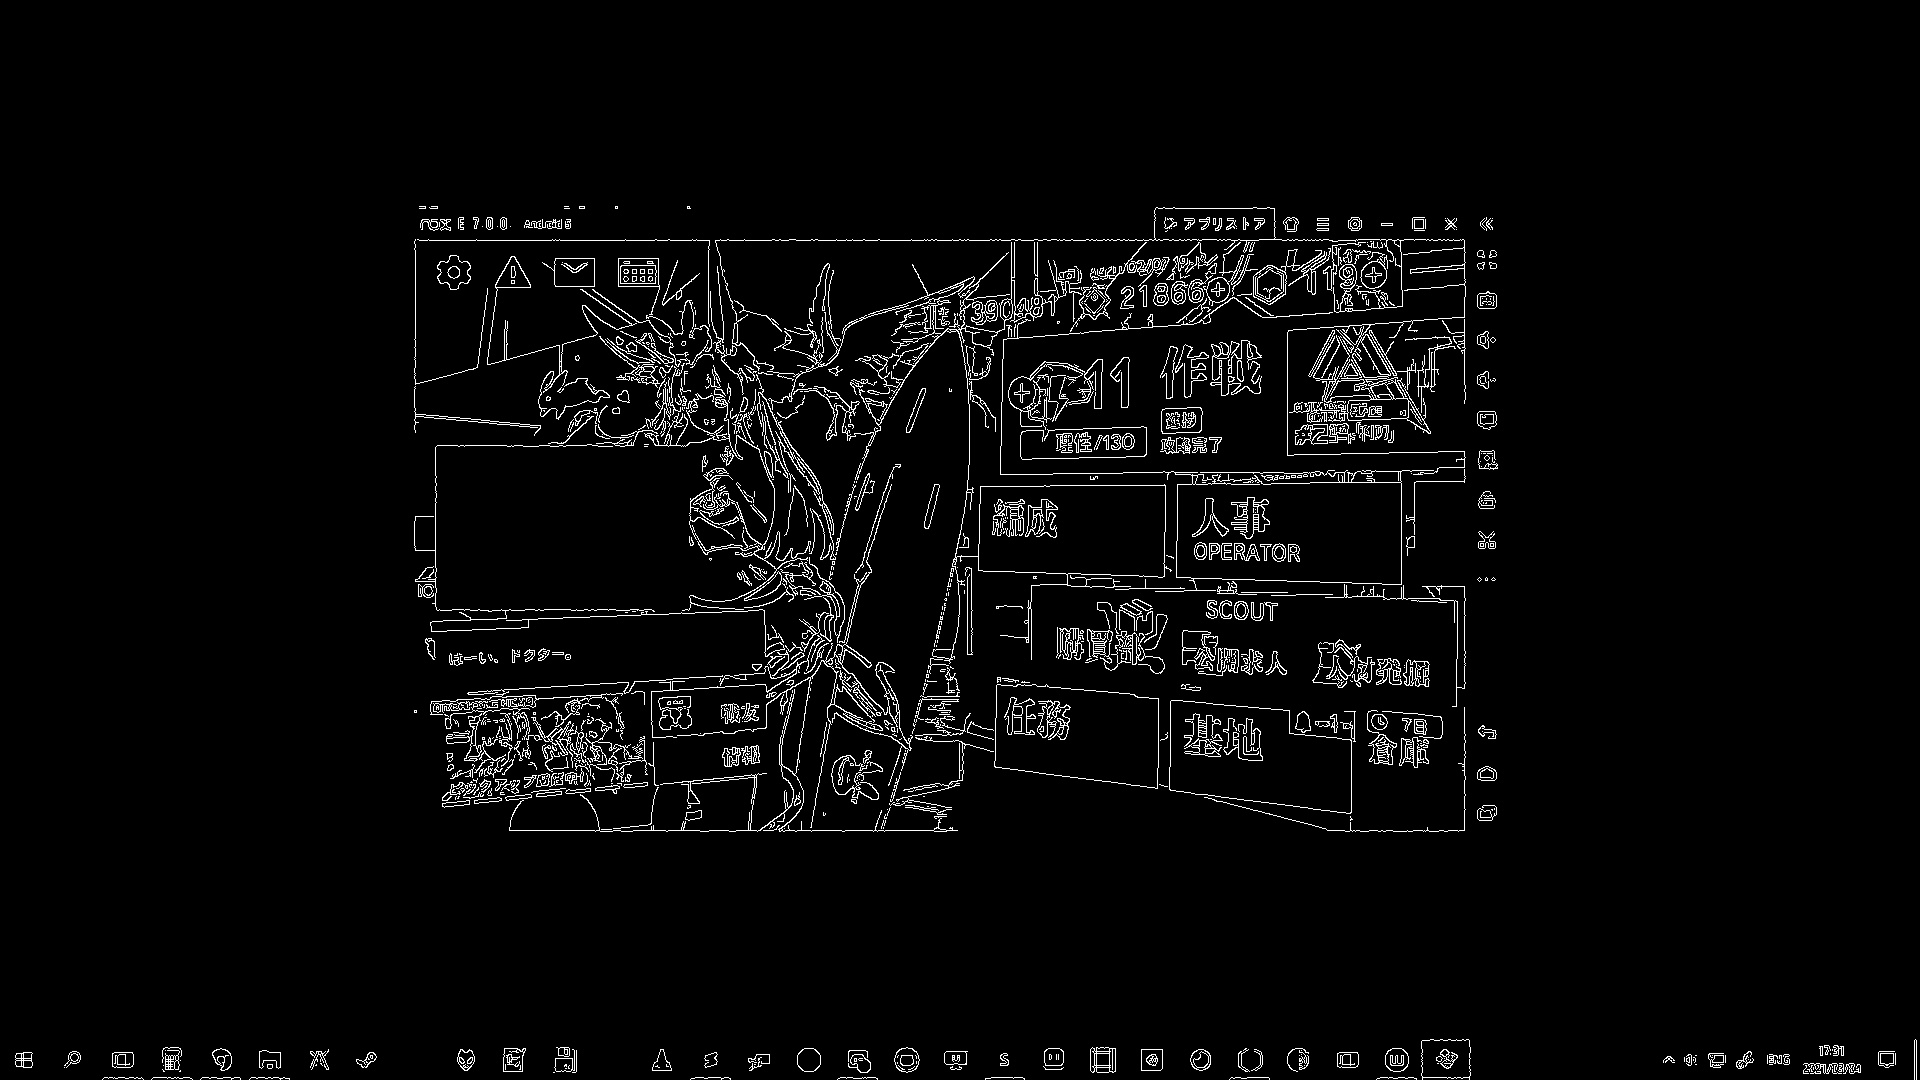 nox E 7.0.0. Android 5
アプリストア
390481
21866
119
11
作戦
理性/130
進捗
攻略完了
編成
人事
OPERATOR
SCOUT
購買部
公開求人
人材発掘
はーい、ドクター。
戦友
情報
任務
基地
7日
倉庫
ENG
17:31
2021/03/04